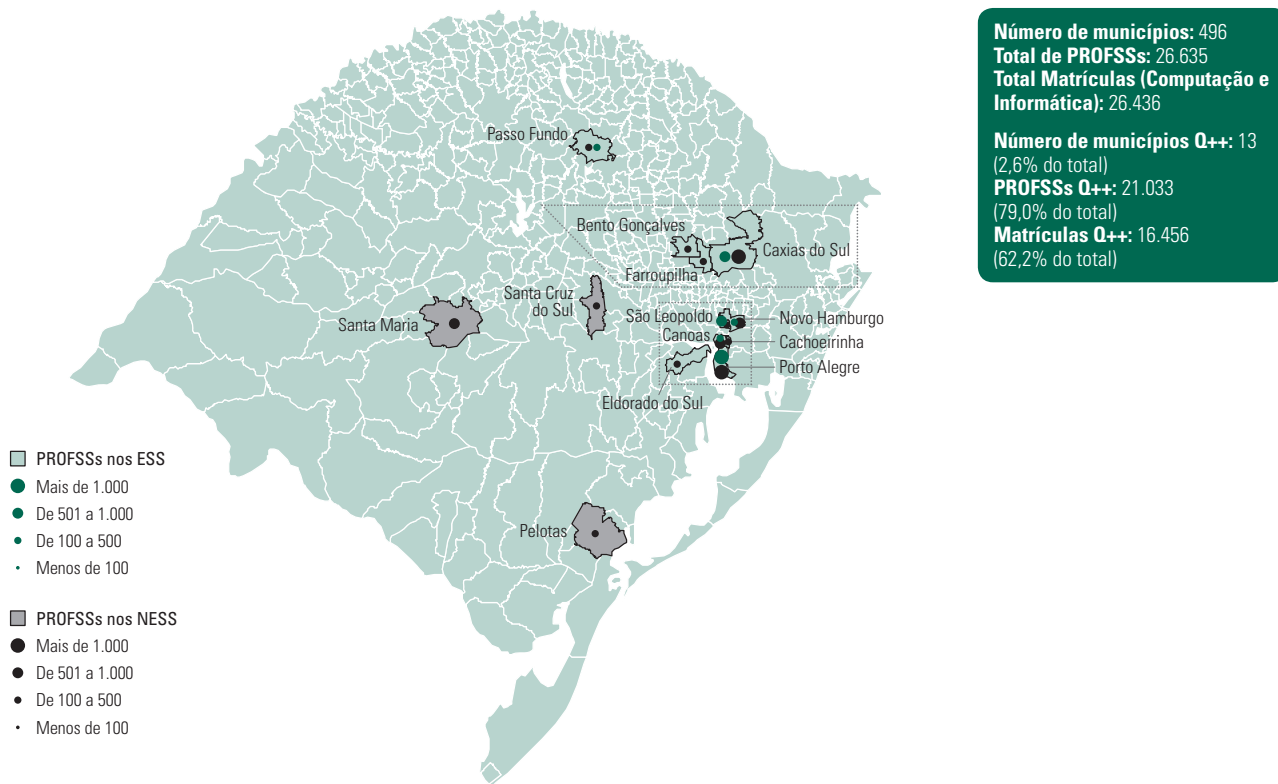 Número de municípios: 496
Total de PROFSSs: 26.635
Total Matrículas (Computação e
Informática): 26.436
Número de municípios Q++: 13
(2,6% do total)
PROFSSs Q++: 21.033
(79,0% do total)
Matrículas Q++: 16.456
(62,2% do total)
Passo Fundo
Bento Gonçalves
Caxias do Sul
Farroupilha
Santa Cruz
do Sul
Santa Maria
São Leopoldo
Novo Hamburgo
Canoas
Cachoeirinha
Porto Alegre
Eldorado do Sul
Pelotas
PROFSSs nos ESS
Mais de 1.000
De 501 a 1.000
De 100 a 500
Menos de 100
PROFSSs nos NESS
Mais de 1.000
De 501 a 1.000
De 100 a 500
Menos de 100